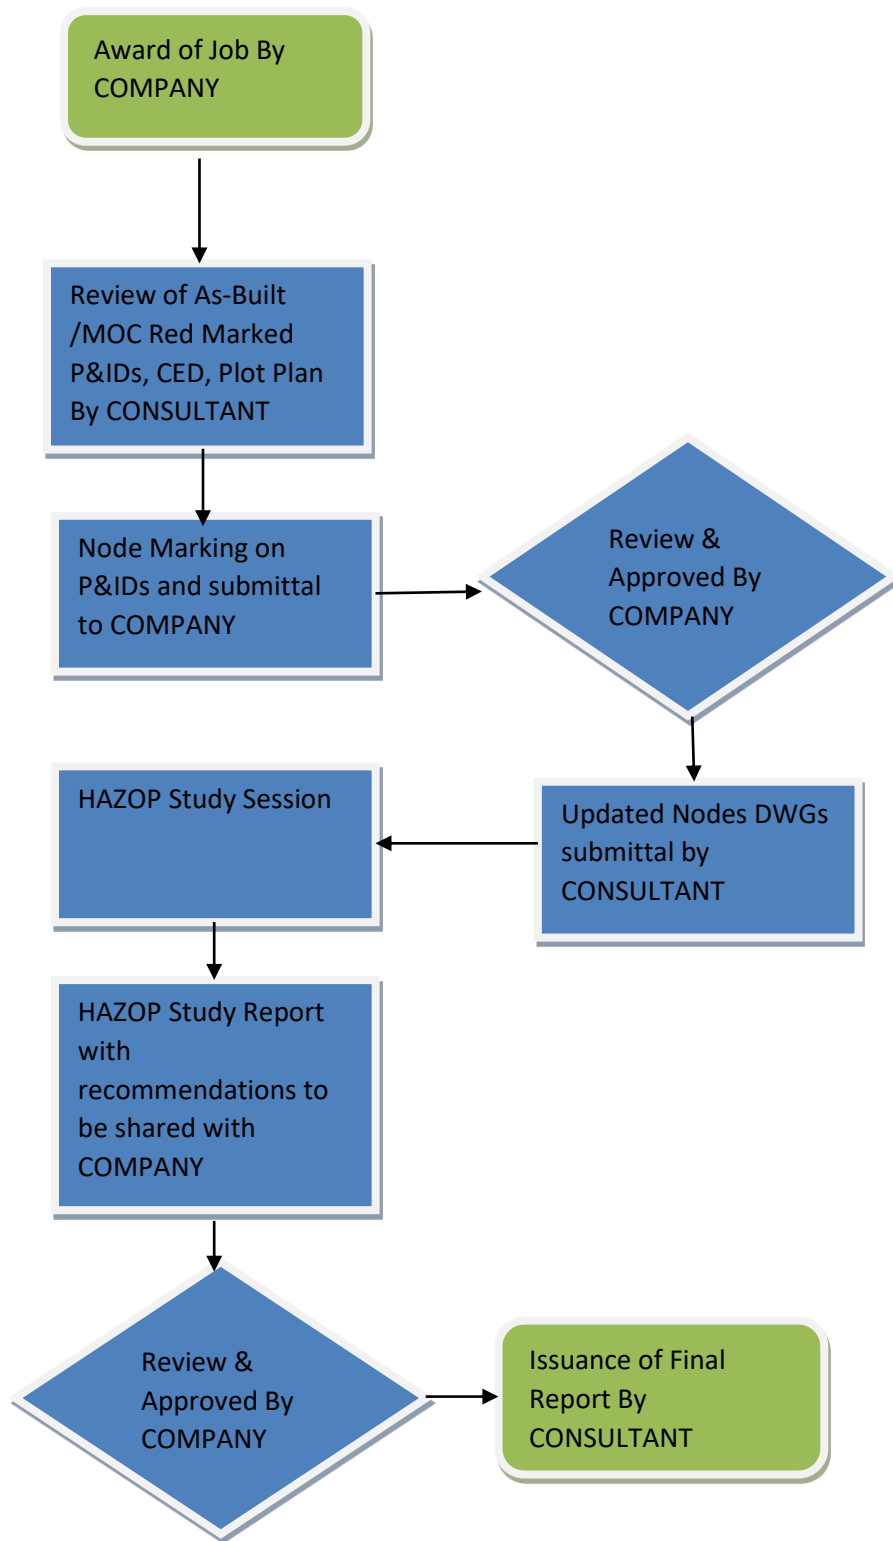 Award of Job By
COMPANY
Review of As-Built
/MOC Red Marked
P&IDs, CED, Plot Plan
By CONSULTANT
Node Marking on
P&IDs and submittal
to COMPANY
Review &
Approved By
COMPANY
Updated Nodes DWGs
submittal by
CONSULTANT
HAZOP Study Session
HAZOP Study Report
with
recommendations to
be shared with
COMPANY
Review &
Approved By
COMPANY
Issuance of Final
Report By
CONSULTANT